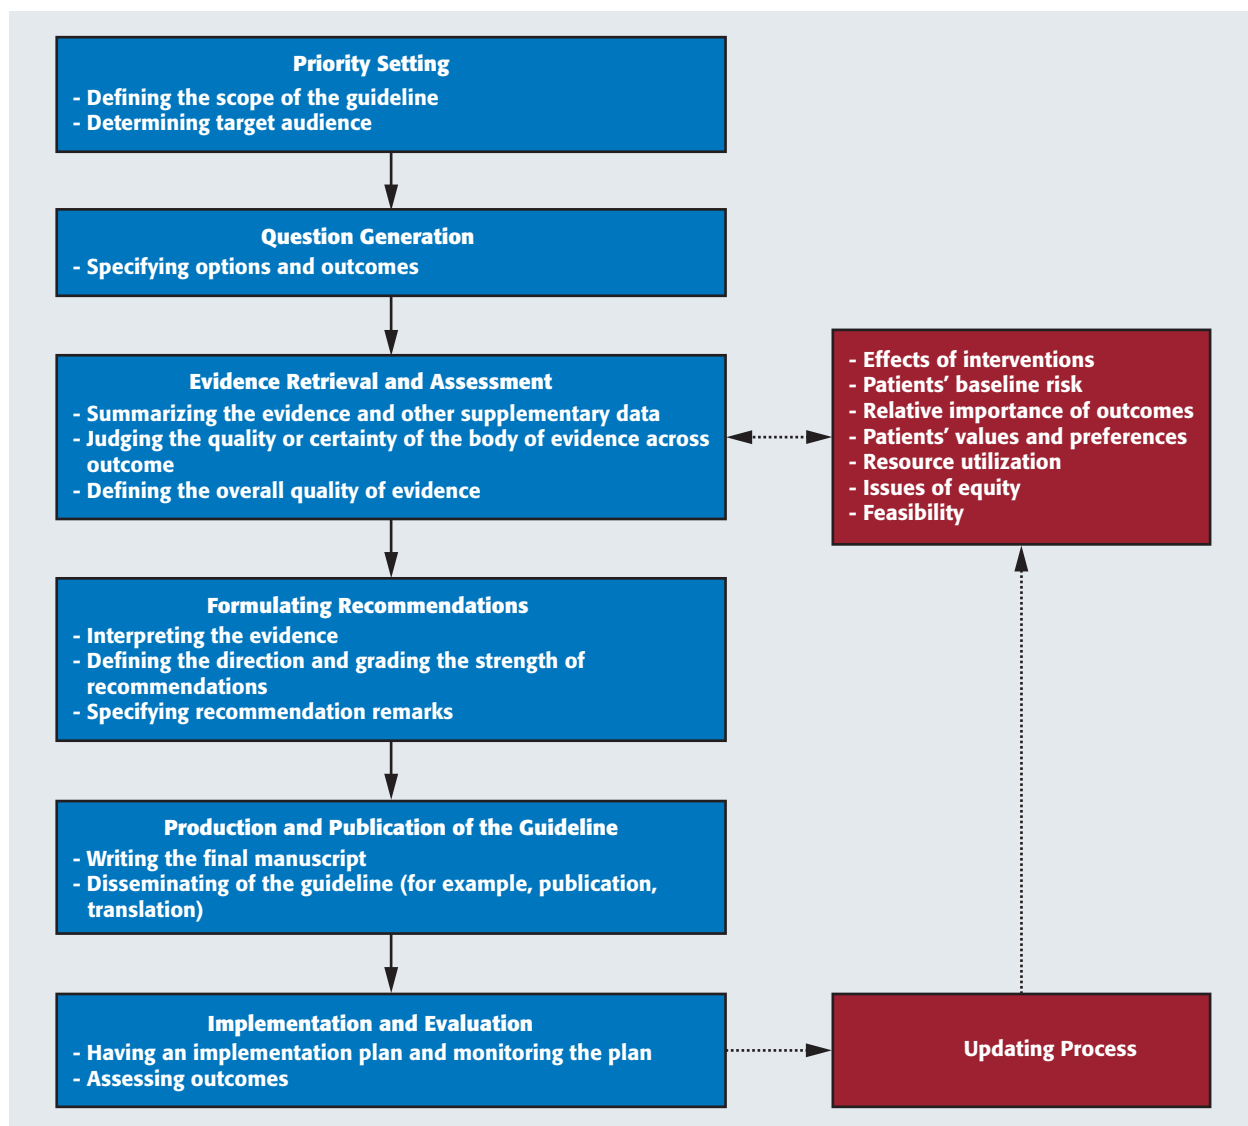 Priority Setting
- Defining the scope of the guideline
- Determining target audience
Question Generation
- Specifying options and outcomes
Evidence Retrieval and Assessment
- Summarizing the evidence and other supplementary data
- Judging the quality or certainty of the body of evidence across
outcome
- Defining the overall quality of evidence
- Effects of interventions
- Patients’ baseline risk
- Relative importance of outcomes
- Patients’ values and preferences
- Resource utilization
- Issues of equity
- Feasibility
Formulating Recommendations
- Interpreting the evidence
- Defining the direction and grading the strength of
recommendations
- Specifying recommendation remarks
Production and Publication of the Guideline
- Writing the final manuscript
- Disseminating of the guideline (for example, publication,
translation)
Implementation and Evaluation
- Having an implementation plan and monitoring the plan
- Assessing outcomes
Updating Process